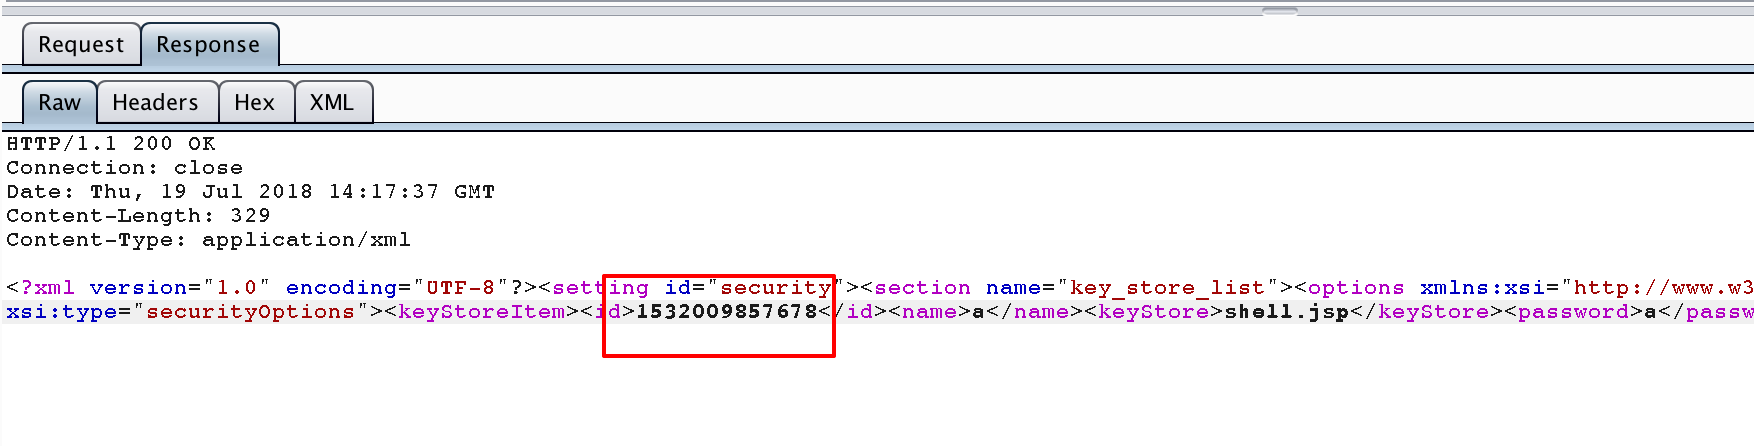 Request Response
Raw Headers Hex XML
HTTP/1.1 200 OK
Connection: close
Date: Thu, 19 Jul 2018 14:17:37 GMT
Content-Length: 329
Content-Type: application/xml
<?xml version="1.0" encoding="UTF-8"?><setting id="security"><section name="key_store_list"><options xmlns:xsi="http://www.w3
xsi:type="securityOptions"><keyStoreItem><id>1532009857678</id><name>a</name><keyStore>shell.jsp</keyStore><password>a</passw